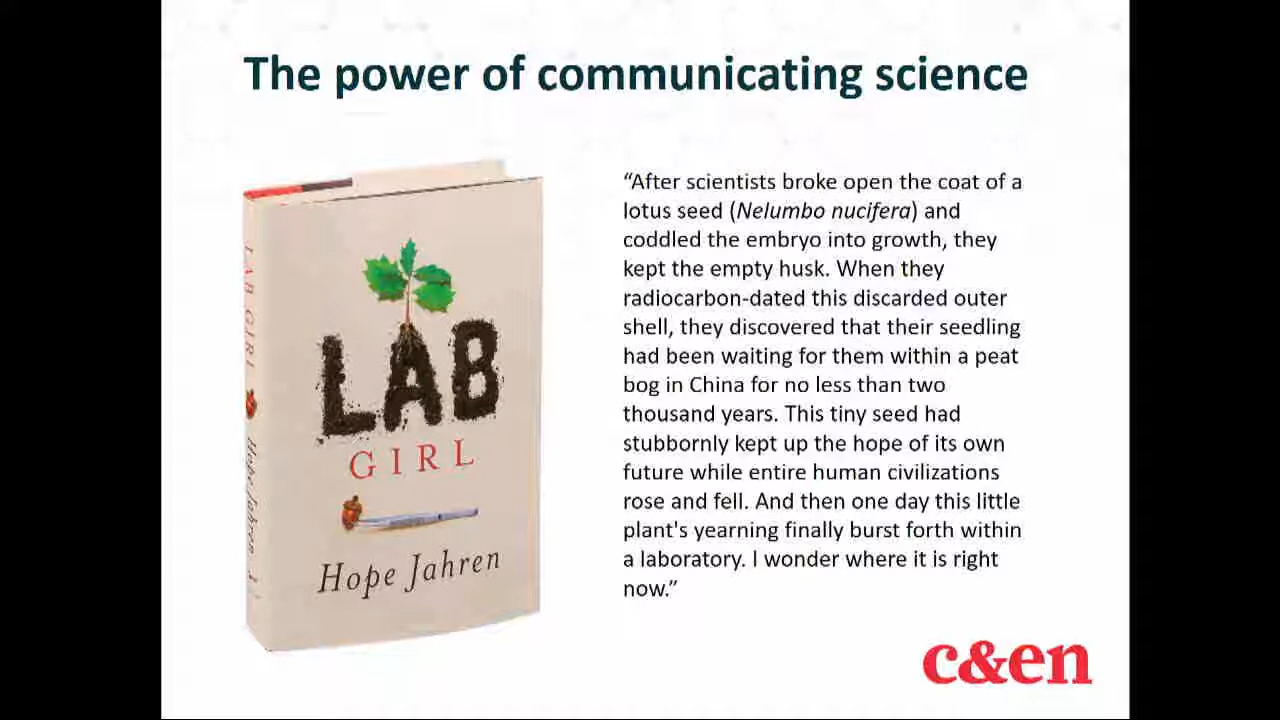 The power of communicating science
LAB GIRL
Hope Jahren
LAB
GIRL
Hope Jahren
“After scientists broke open the coat of a
lotus seed (Nelumbo nucifera) and
coddled the embryo into growth, they
kept the empty husk. When they
radiocarbon-dated this discarded outer
shell, they discovered that their seedling
had been waiting for them within a peat
bog in China for no less than two
thousand years. This tiny seed had
stubbornly kept up the hope of its own
future while entire human civilizations
rose and fell. And then one day this little
plant's yearning finally burst forth within
a laboratory. I wonder where it is right
now.”
c&en